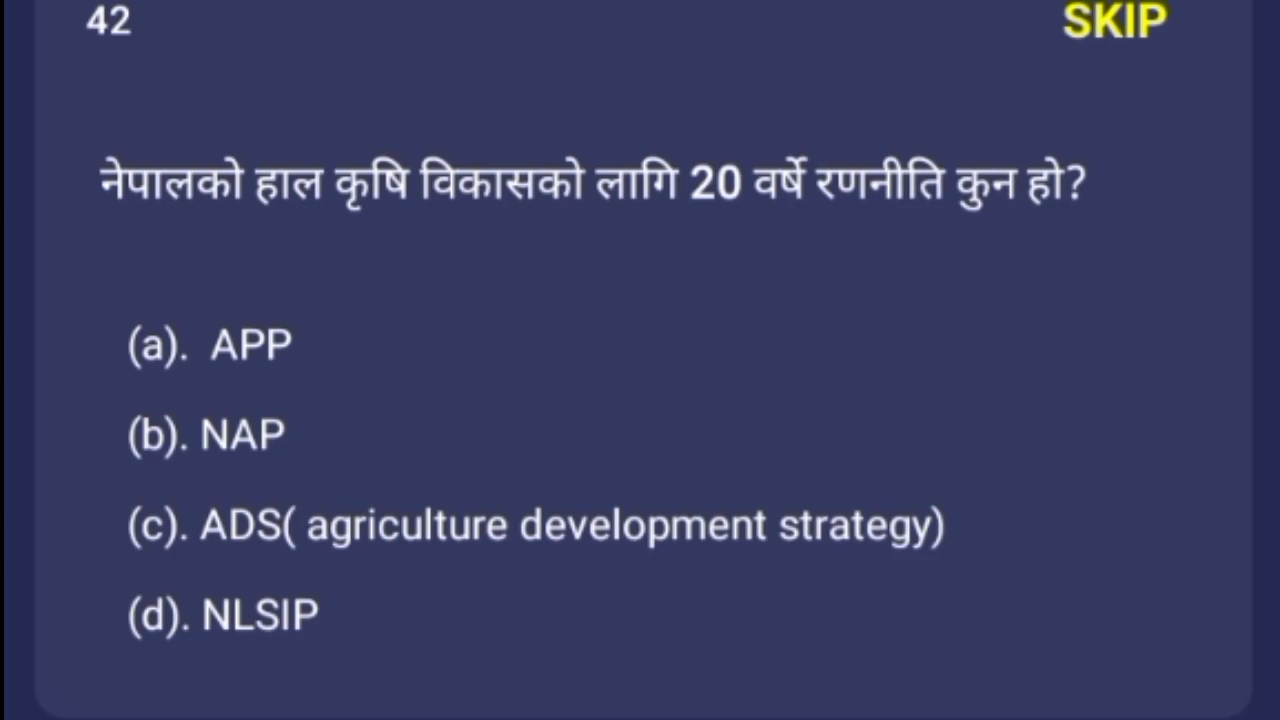 42
SKIP
नेपालको हाल कृषि विकासको लागि 20 वर्षे रणनीति कुन हो?
(a). APP
(b). NAP
(c). ADS( agriculture development strategy)
(d). NLSIP